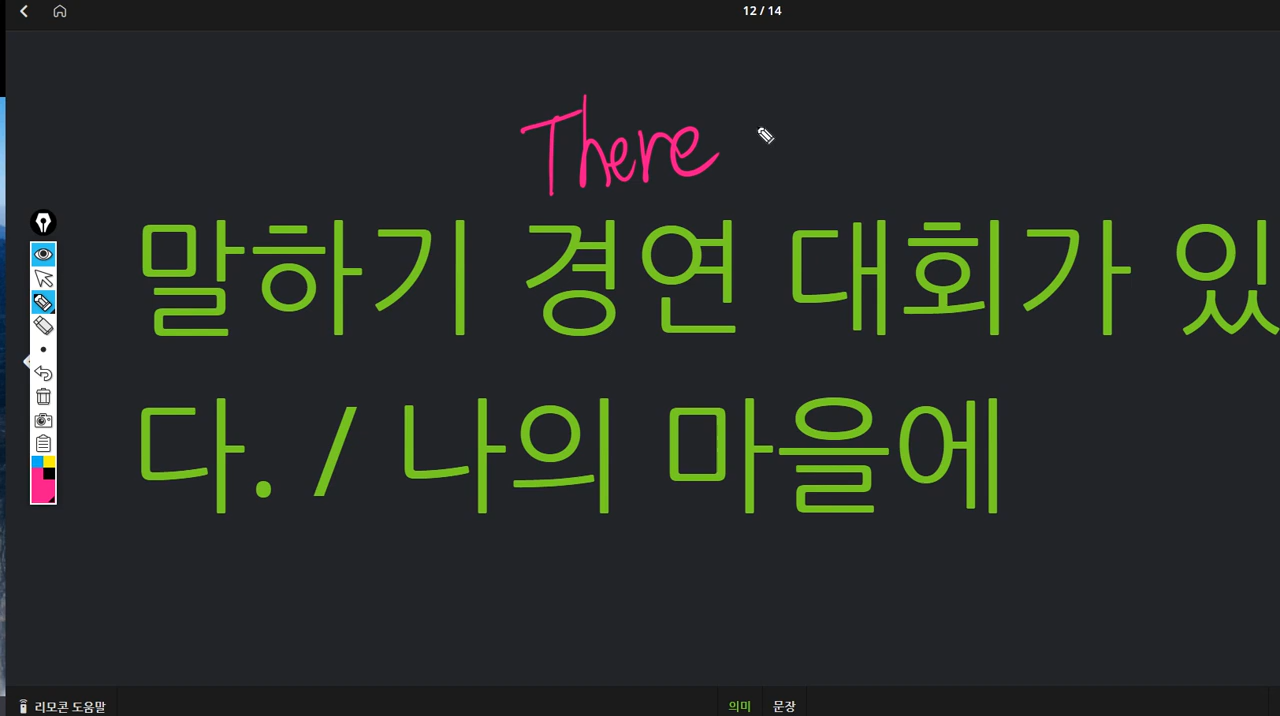 12 / 14
There
말하기 경연 대회가 있
다. / 나의 마을에
리모콘 도움말
의미
문장